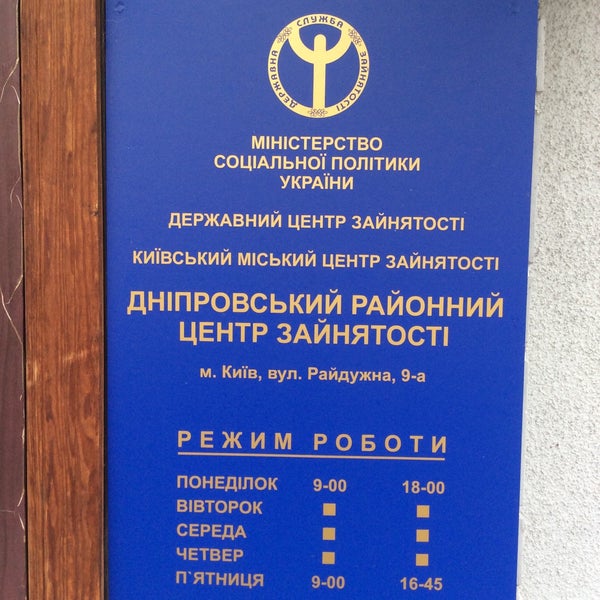 ДЕРЖАВНА СЛУЖБА ЗАЙНЯТОСТІ
МІНІСТЕРСТВО
СОЦІАЛЬНОЇ ПОЛІТИКИ
УКРАЇНИ
ДЕРЖАВНИЙ ЦЕНТР ЗАЙНЯТОСТІ
КИЇВСЬКИЙ МІСЬКИЙ ЦЕНТР ЗАЙНЯТОСТІ
ДНІПРОВСЬКИЙ РАЙОННИЙ
ЦЕНТР ЗАЙНЯТОСТІ
м. Київ, вул. Райдужна, 9-а
РЕЖИМ РОБОТИ
ПОНЕДІЛОК 9-00 18-00
ВІВТОРОК
СЕРЕДА
ЧЕТВЕР
П`ЯТНИЦЯ 9-00 16-45